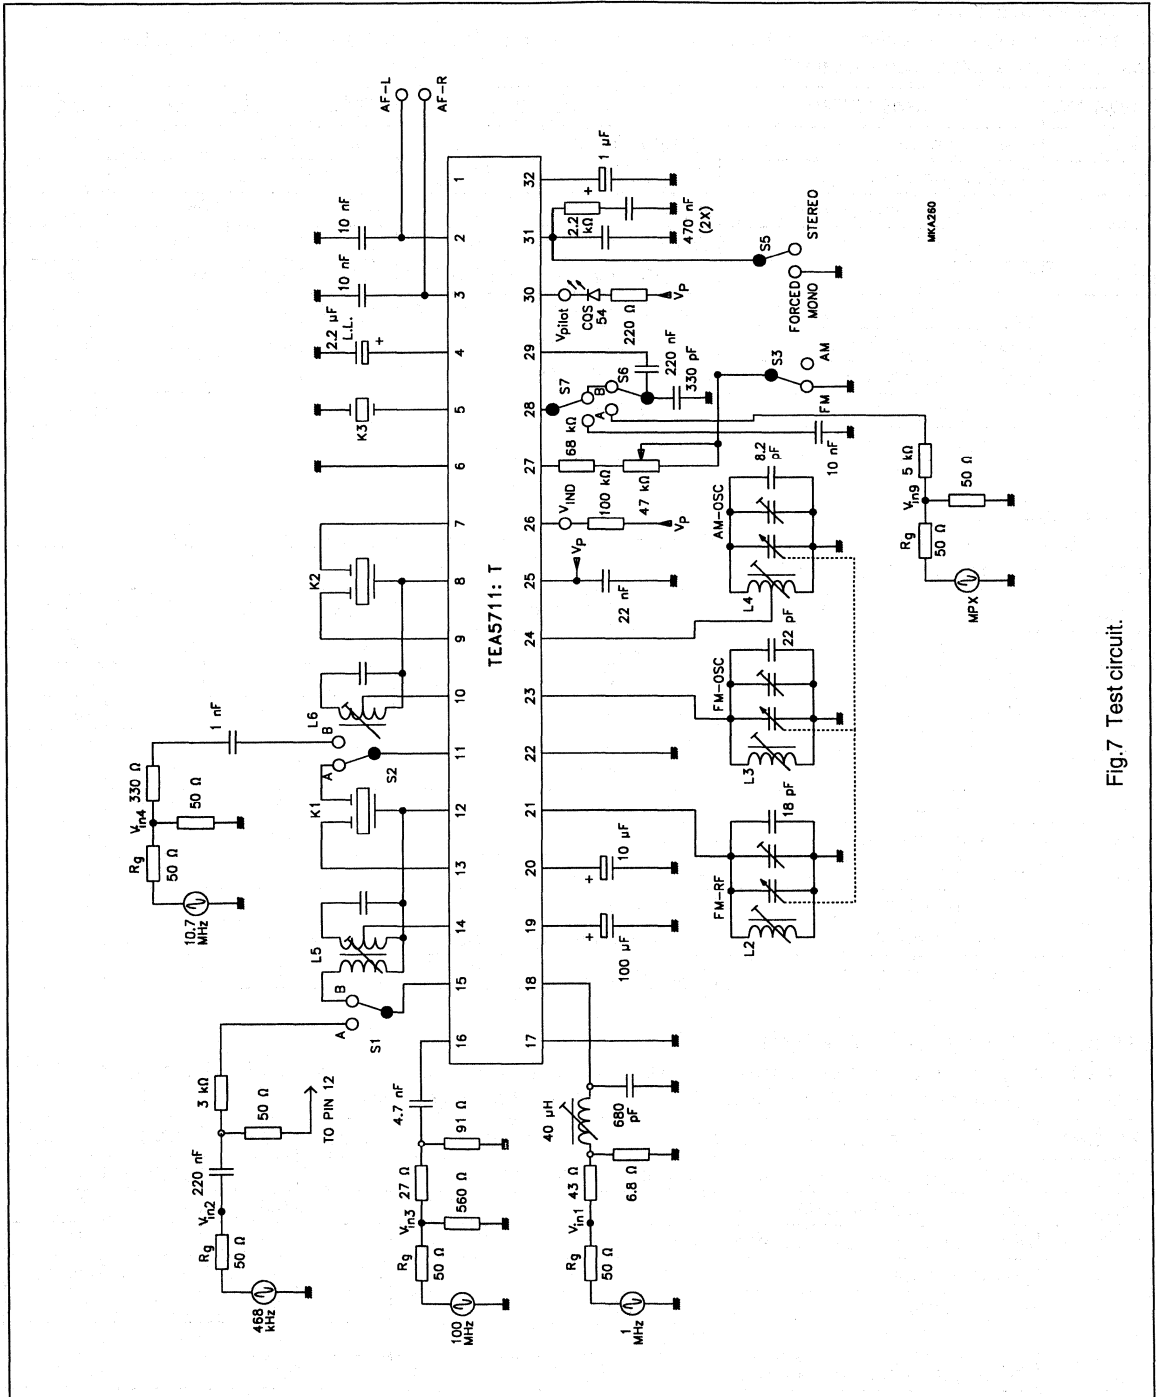 468
kHz
Rg
50 Ω
Vin2
220 nF
50 Ω
TO PIN 12
3 kΩ
A
B
S1
L5
10.7
MHz
Rg
50 Ω
Vin4
50 Ω
330 Ω
1 nF
K1
A
B
S2
L6
K2
K3
2.2 µF
L.L.
+
10 nF
10 nF
AF-L
AF-R
100
MHz
Rg
50 Ω
Vin3
560 Ω
27 Ω
91 Ω
4.7 nF
16
15
14
13
12
11
10
9
8
7
6
5
4
3
2
1
TEA5711: T
17
18
19
20
21
22
23
24
25
26
27
28
29
30
31
32
1
MHz
Rg
50 Ω
Vin1
43 Ω
6.8 Ω
40 µH
680
pF
+
100 µF
+
10 µF
L2
FM-RF
18 pF
L3
FM-OSC
22 pF
L4
AM-OSC
8.2
pF
22 nF
VP
VIND
100 kΩ
VP
68 kΩ
47 kΩ
A
B
S7
S6
220 nF
330 pF
10 nF
Vpilot
CQS
54
220 Ω
VP
2.2
kΩ
470 nF
(2X)
+
1 µF
S5
FORCED
MONO
STEREO
S3
FM
AM
MPX
Rg
50 Ω
Vin9
50 Ω
5 kΩ
MKA260
Fig.7 Test circuit.